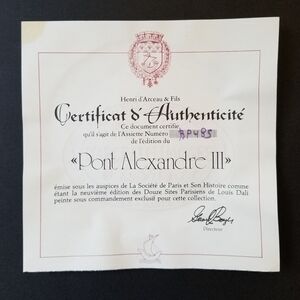 Henri d'Arceau & Fils
Certificat d'Authenticité
Ce document certifie
qu'il s'agit de l'Assiette Numéro BP485
de l'édition du
«Pont Alexandre III»
émise sous les auspices de La Société de Paris et Son Histoire comme
étant la neuvième édition des Douze Sites Parisiens de Louis Dali
peinte sous commandement exclusif pour cette collection.
Directeur